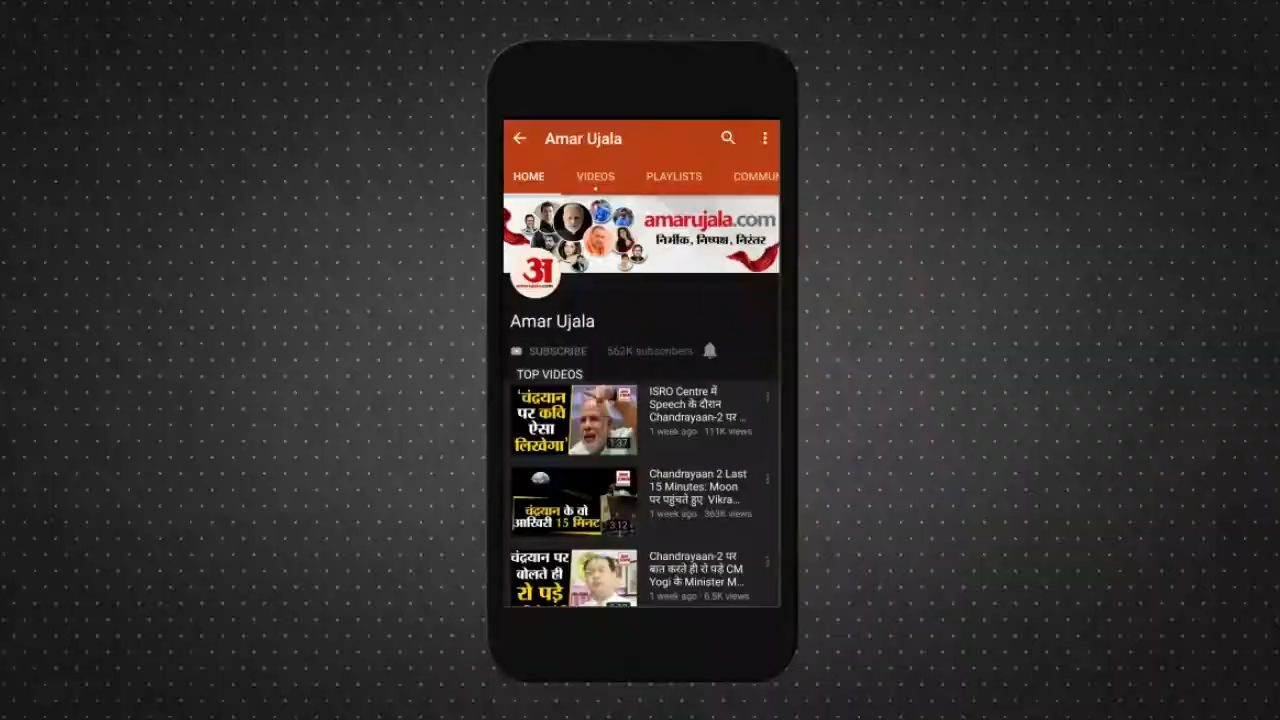 Amar Ujala
HOME VIDEOS PLAYLISTS COMMUN
amarujala.com
निर्भीक, निष्पक्ष, निरंतर
अ
amarujala.com
Amar Ujala
SUBSCRIBE 562K subscribers
TOP VIDEOS
'चंद्रयान
पर कवि
ऐसा
लिखेगा'
1:37
ISRO Centre में
Speech के दौरान
Chandrayaan-2 पर ...
1 week ago · 111K views
चंद्रयान के वो
आखिरी 15 मिनट
3:12
Chandrayaan 2 Last
15 Minutes: Moon
पर पहुंचते हुए Vikra...
1 week ago · 363K views
चंद्रयान पर
बोलते ही
रो पड़े
Chandrayaan-2 पर
बात करते ही रो पड़े CM
Yogi के Minister M...
1 week ago · 6.5K views